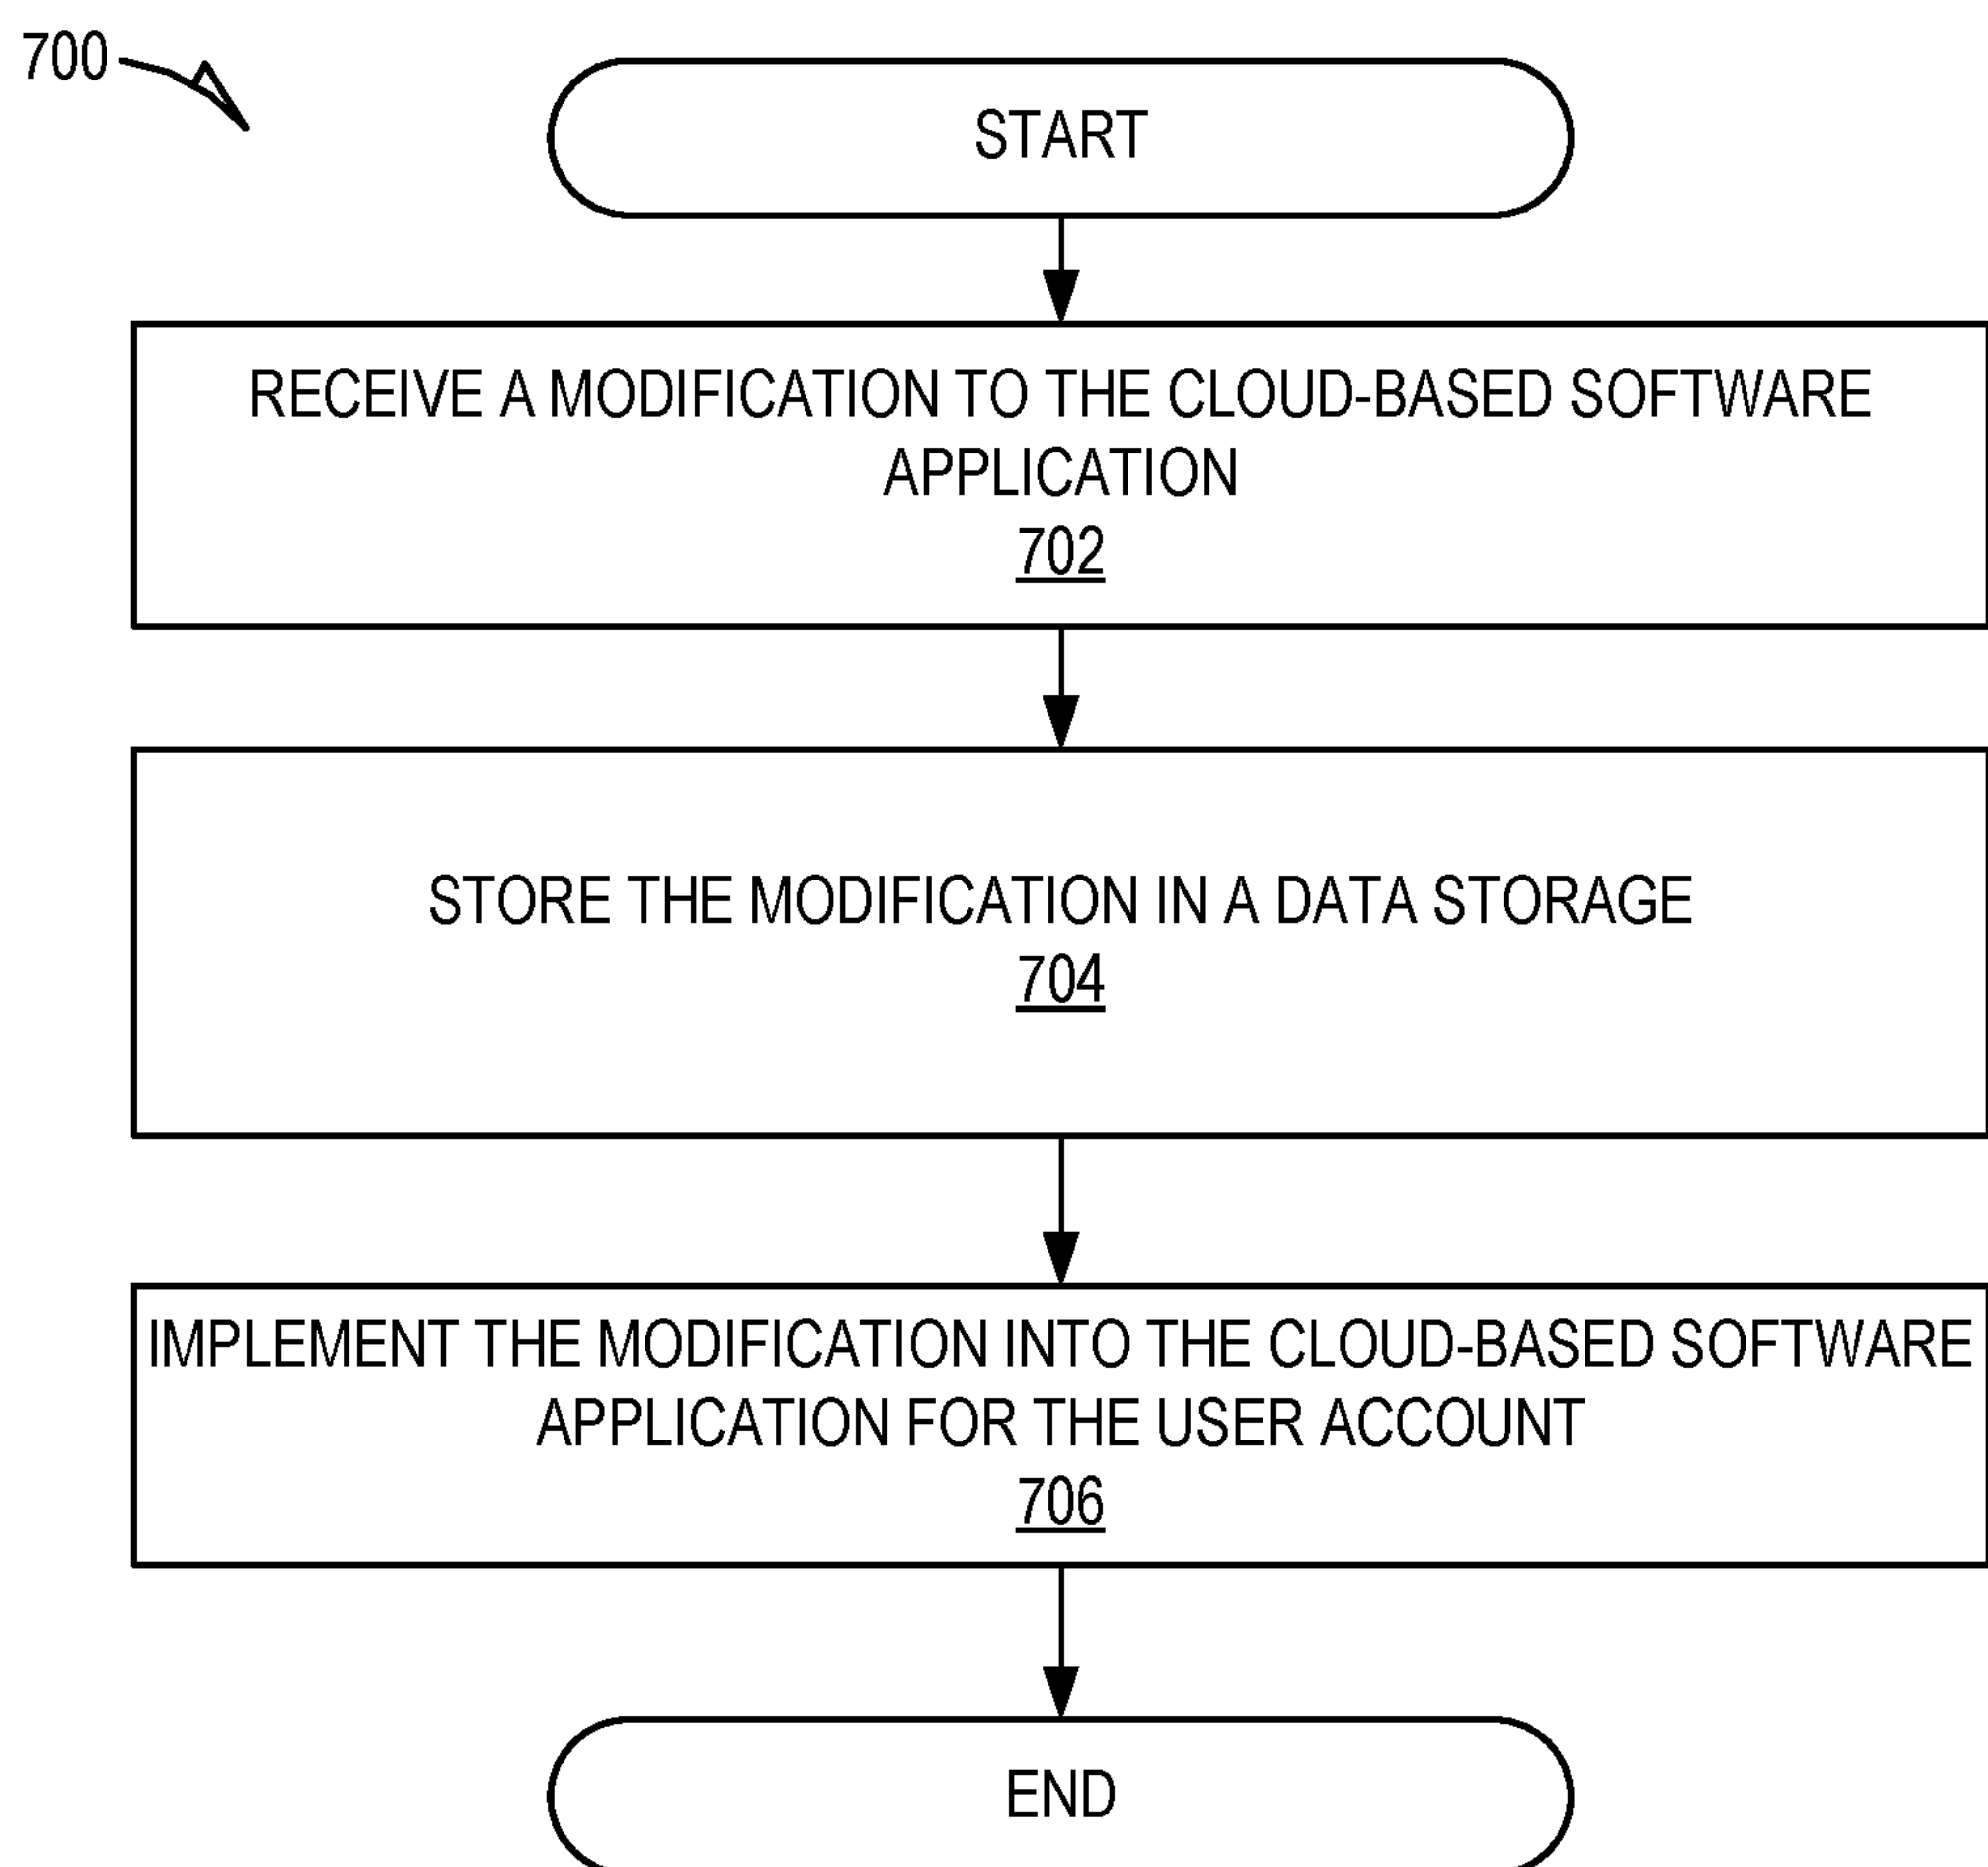 700
START
RECEIVE A MODIFICATION TO THE CLOUD-BASED SOFTWARE
APPLICATION
702
STORE THE MODIFICATION IN A DATA STORAGE
704
IMPLEMENT THE MODIFICATION INTO THE CLOUD-BASED SOFTWARE
APPLICATION FOR THE USER ACCOUNT
706
END